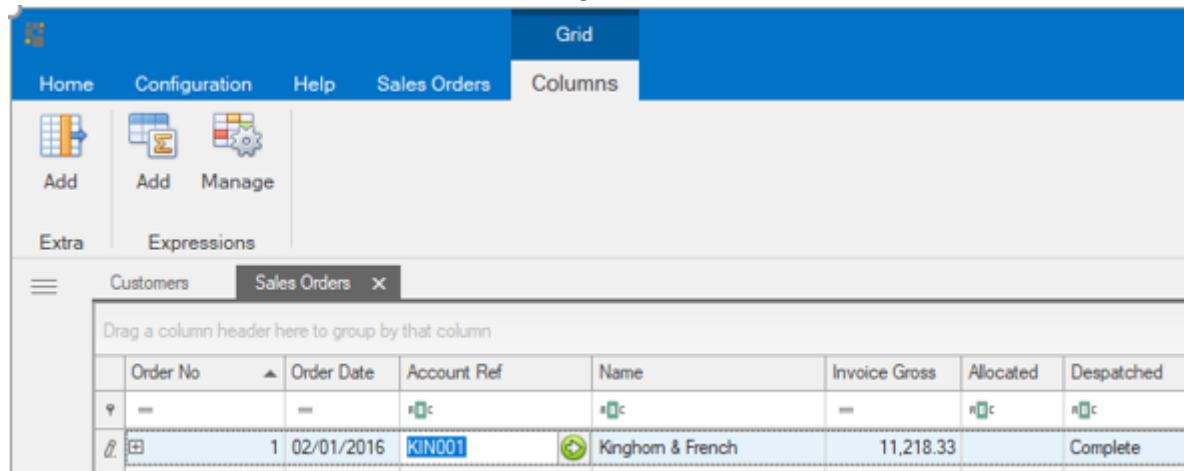 Grid
Home Configuration Help Sales Orders Columns
Add Add Manage
Extra Expressions
Customers Sales Orders ×
Drag a column header here to group by that column
Order No Order Date Account Ref Name Invoice Gross Allocated Despatched
= = =
1 02/01/2016 KIN001 Kinghorn & French 11,218.33 Complete